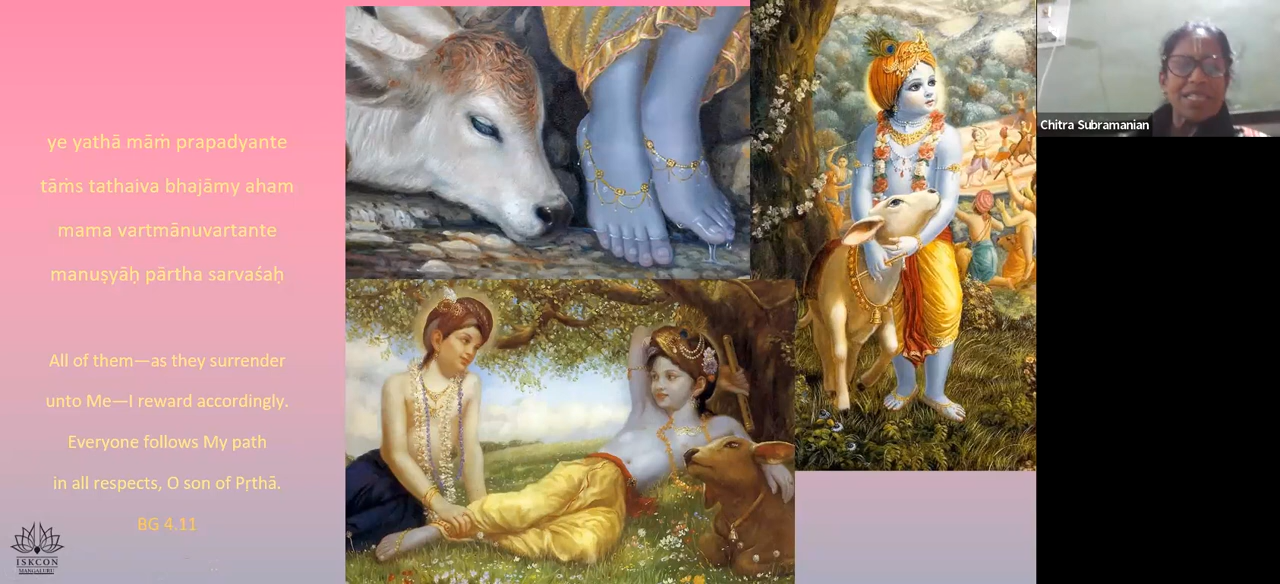 ye yathā māṁ prapadyante
tāṁs tathaiva bhajāmy aham
mama vartmānuvartante
manuṣyāḥ pārtha sarvaśaḥ
All of them—as they surrender
unto Me—I reward accordingly.
Everyone follows My path
in all respects, O son of Pṛthā.
BG 4.11
ISKCON
MANGALURU
Chitra Subramanian